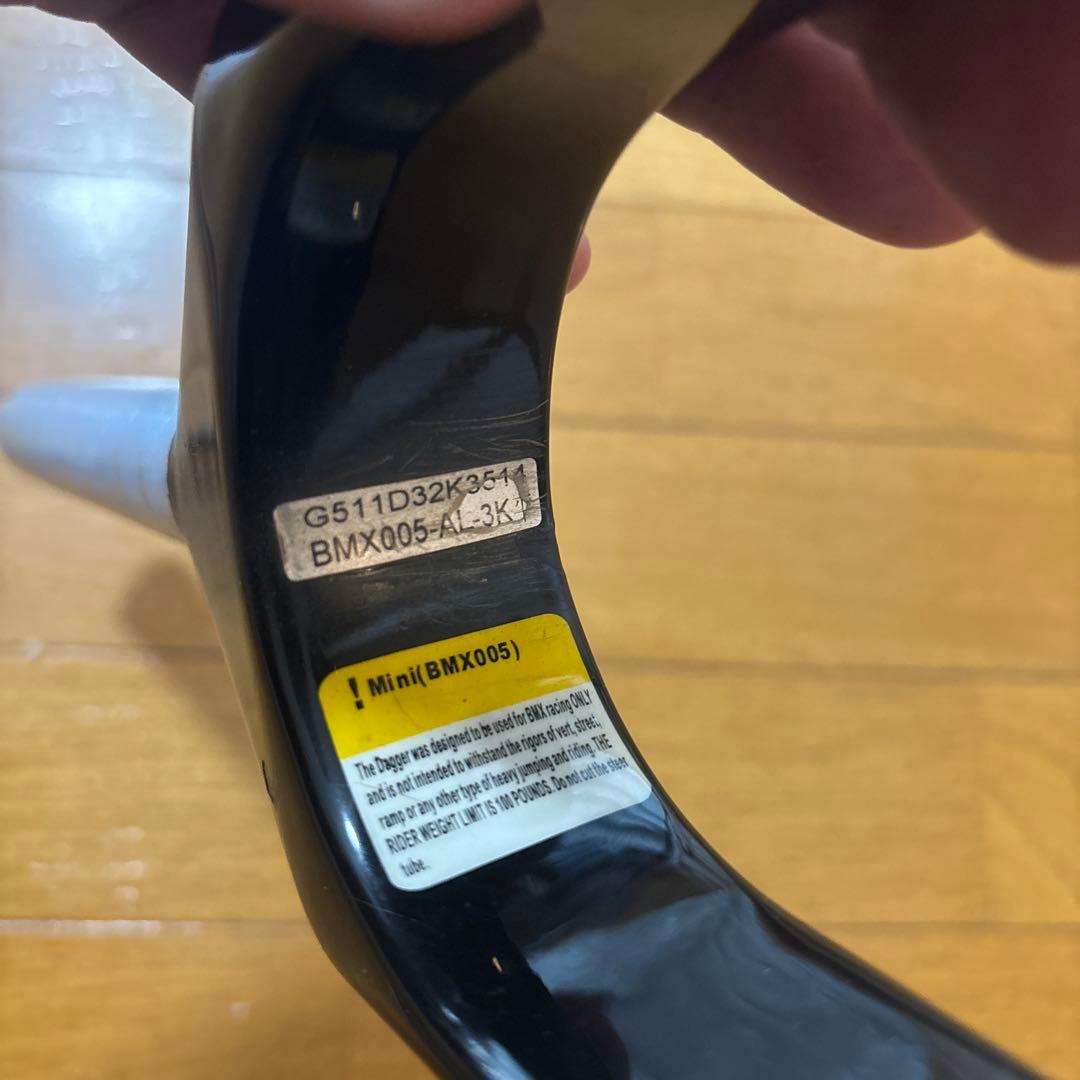 G511D32K3511
BMX005-AL-3K
! Mini(BMX005)
The Dagger was designed to be used for BMX racing ONLY
and is not intended to withstand the rigors of vert, street,
ramp or any other type of heavy jumping and riding. THE
RIDER WEIGHT LIMIT IS 100 POUNDS. Do not cut the steer
tube.